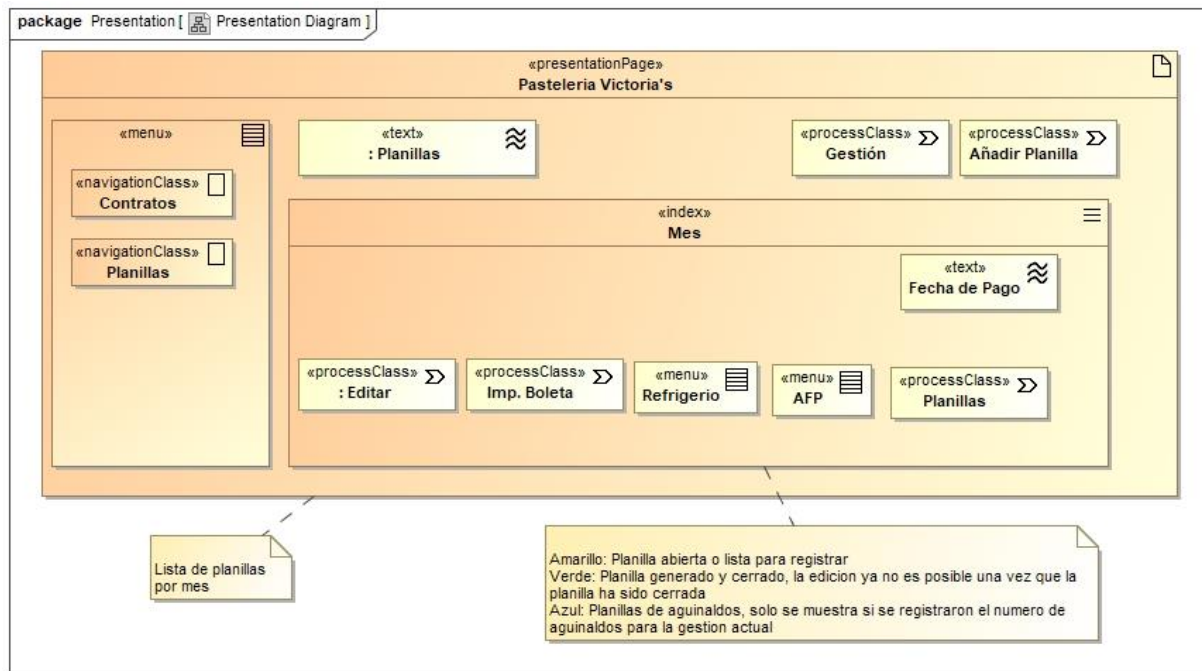 package Presentation [ Presentation Diagram ]
«presentationPage»
Pasteleria Victoria's
«menu»
«navigationClass»
Contratos
«navigationClass»
Planillas
«text»
: Planillas
«processClass»
Gestión
«processClass»
Añadir Planilla
«index»
Mes
«text»
Fecha de Pago
«processClass»
: Editar
«processClass»
Imp. Boleta
«menu»
Refrigerio
«menu»
AFP
«processClass»
Planillas
Lista de planillas
por mes
Amarillo: Planilla abierta o lista para registrar
Verde: Planilla generado y cerrado, la edicion ya no es posible una vez que la
planilla ha sido cerrada
Azul: Planillas de aguinaldos, solo se muestra si se registraron el numero de
aguinaldos para la gestion actual